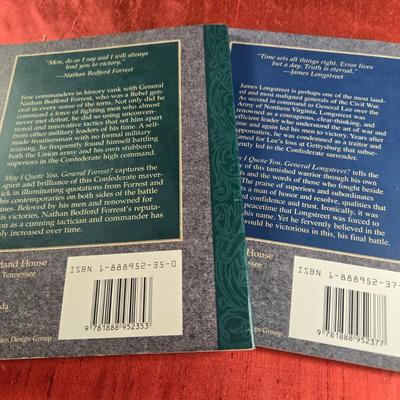 "Men, do as I say and I will always
lead you to victory."
—Nathan Bedford Forrest
Few commanders in history rank with General
Nathan Bedford Forrest, who was a Rebel gen-
eral in every sense of the term. Not only did he
command a force of fighting men who almost
never met defeat, he did so using unconven-
tional and innovative tactics that set him apart
from other military leaders of his time. A self-
made frontiersman with no formal military
training, he frequently found himself battling
both the Union army and his own stubborn
superiors in the Confederate high command.
May I Quote You, General Forrest? captures the
spirit and brilliance of this Confederate maver-
ick in illuminating quotations from Forrest and
his contemporaries on both sides of the battle
lines. Beloved by his men and renowned for
his victories, Nathan Bedford Forrest's reputa-
tion as a cunning tactician and commander has
only increased over time.
land House
Tennessee
ISBN 1-888952-35-0
9 781888 952353
Design Group
"Time sets all things right. Error lives
but a day. Truth is eternal."
—James Longstreet
James Longstreet is perhaps one of the most laud-
ed and most maligned generals of the Civil War.
As second in command to General Lee over the
Army of Northern Virginia, Longstreet was
renowned as a courageous, clear-thinking, and
efficient leader who understood the art of war and
time and again led his men to victory. Years after
Appomattox, he was condemned as a traitor and
blamed for Lee's loss at Gettysburg that subse-
quently led to the Confederate surrender.
May I Quote You, General Longstreet? tells the
story of this tarnished warrior through his own
words and the words of those who fought beside
The praise of superiors and subordinates
a man of honor and resolve, qualities that
confidence and trust. Ironically, it was
peacetime that Longstreet was forced to
his name. Yet he fervently believed in the
would be victorious in this, his final battle.
House
ISBN 1-888952-37-
9 781888 952377
Design Group